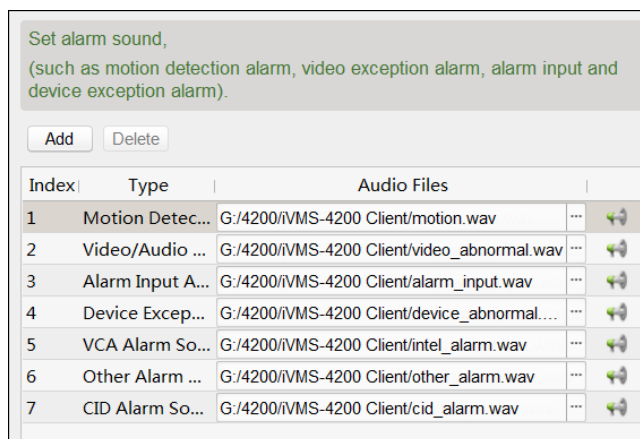 Set alarm sound,
(such as motion detection alarm, video exception alarm, alarm input and
device exception alarm).
Add Delete
Index Type Audio Files
1 Motion Detec... G:/4200/iVMS-4200 Client/motion.wav ...
2 Video/Audio ... G:/4200/iVMS-4200 Client/video_abnormal.wav ...
3 Alarm Input A... G:/4200/iVMS-4200 Client/alarm_input.wav ...
4 Device Excep... G:/4200/iVMS-4200 Client/device_abnormal.... ...
5 VCA Alarm So... G:/4200/iVMS-4200 Client/intel_alarm.wav ...
6 Other Alarm ... G:/4200/iVMS-4200 Client/other_alarm.wav ...
7 CID Alarm So... G:/4200/iVMS-4200 Client/cid_alarm.wav ...